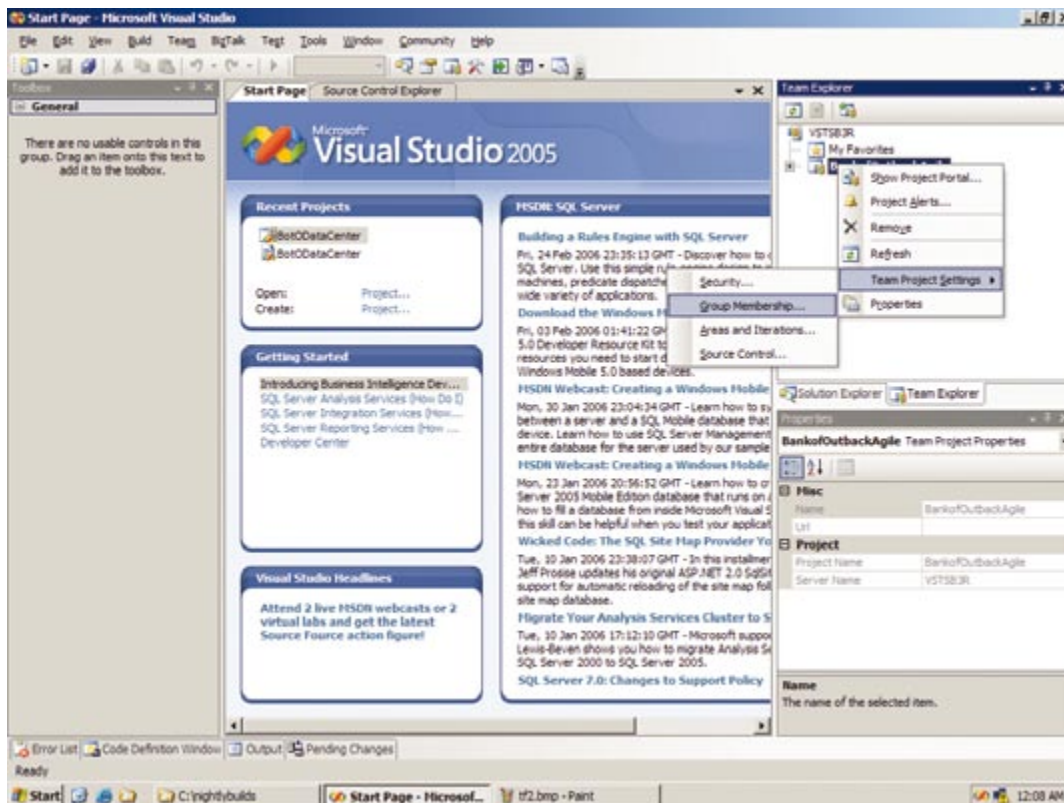 Start Page - Microsoft Visual Studio
File Edit View Build Team BizTalk Test Tools Window Community Help
Toolbox
General
There are no usable controls in this
group. Drag an item onto this text to
add it to the toolbox.
Start Page Source Control Explorer
Microsoft
Visual Studio 2005
Recent Projects
BotODataCenter
BotODataCenter
Open: Project...
Create: Project...
Getting Started
Introducing Business Intelligence Dev...
SQL Server Analysis Services (How Do I)
SQL Server Integration Services (How...
SQL Server Reporting Services (How ....
Developer Center
Visual Studio Headlines
Attend 2 live MSDN webcasts or 2
virtual labs and get the latest
Source Fource action figure!
MSDN: SQL Server
Building a Rules Engine with SQL Server
Fri, 24 Feb 2006 23:35:13 GMT - Discover how to
SQL Server. Use this simple
machines, predicate dispatche
wide variety of applications.
Download the Windows M
Fri, 03 Feb 2006 01:41:22 GM
5.0 Developer Resource Kit to
resources you need to start d
Windows Mobile 5.0 based devices.
MSDN Webcast: Creating a Windows Mobile
Mon, 30 Jan 2006 23:04:34 GMT - Learn how to sy
between a server and a SQL Mobile database that
device. Learn how to use SQL Server Management
entire database for the server used by our sample
MSDN Webcast: Creating a Windows Mobile
Mon, 23 Jan 2006 20:56:52 GMT - Learn how to cr
Server 2005 Mobile Edition database that runs on
how to fill a database from inside Microsoft Visual S
this skill can be helpful when you test your applicat
Wicked Code: The SQL Site Map Provider Yo
Tue, 10 Jan 2006 23:38:07 GMT - In this installmer
Jeff Prosise updates his original ASP.NET 2.0 SqlSit
support for automatic reloading of the site map fol
site map database.
Migrate Your Analysis Services Cluster to S
Tue, 10 Jan 2006 17:12:10 GMT - Microsoft suppor
Lewis-Beven shows you how to migrate Analysis Se
SQL Server 2000 to SQL Server 2005.
SQL Server 7.0: Changes to Support Policy
Team Explorer
VSTSB3R
My Favorites
Show Project Portal...
Project Alerts...
Remove
Refresh
Team Project Settings
Properties
Security...
Group Membership...
Areas and Iterations...
Source Control...
Solution Explorer Team Explorer
Properties
BankofOutbackAgile Team Project Properties
Misc
Name BankofOutbackAgile
Url
Project
Project Name BankofOutbackAgile
Server Name VSTSB3R
Name
The name of the selected item.
Error List Code Definition Window Output Pending Changes
Ready
Start C:\nightlybuilds Start Page - Microsof... tf2.bmp - Paint 12:08 AM